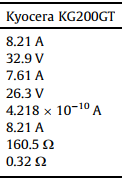 Kyocera KG200GT
8.21 A
32.9 V
7.61 A
26.3 V
4.218 × 10⁻¹⁰ A
8.21 A
160.5 Ω
0.32 Ω